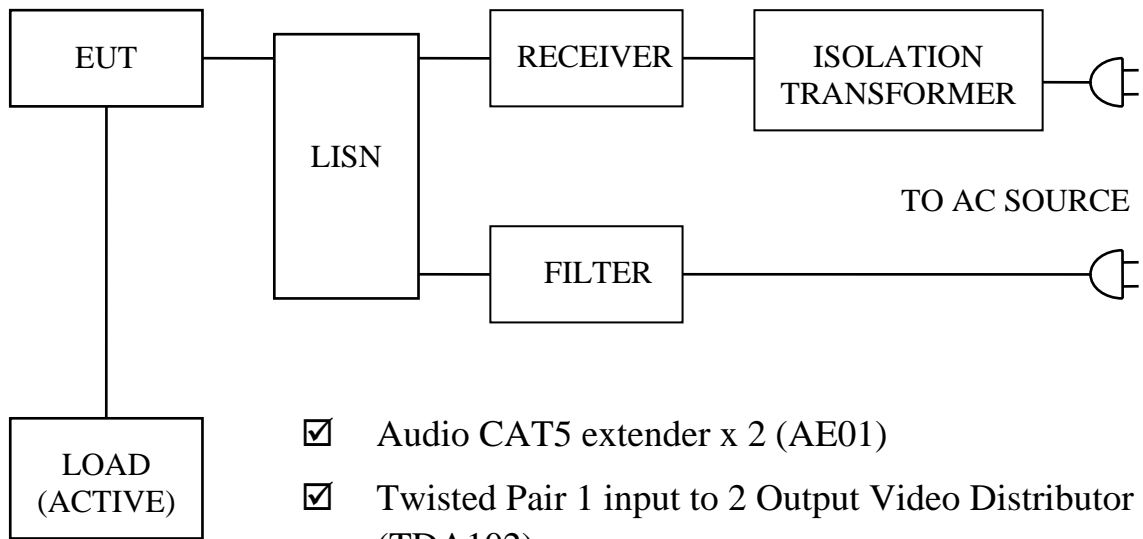 EUT
RECEIVER
ISOLATION
TRANSFORMER
LISN
TO AC SOURCE
FILTER
LOAD
(ACTIVE)
☑ Audio CAT5 extender x 2 (AE01)
☑ Twisted Pair 1 input to 2 Output Video Distributor
(TDA102)